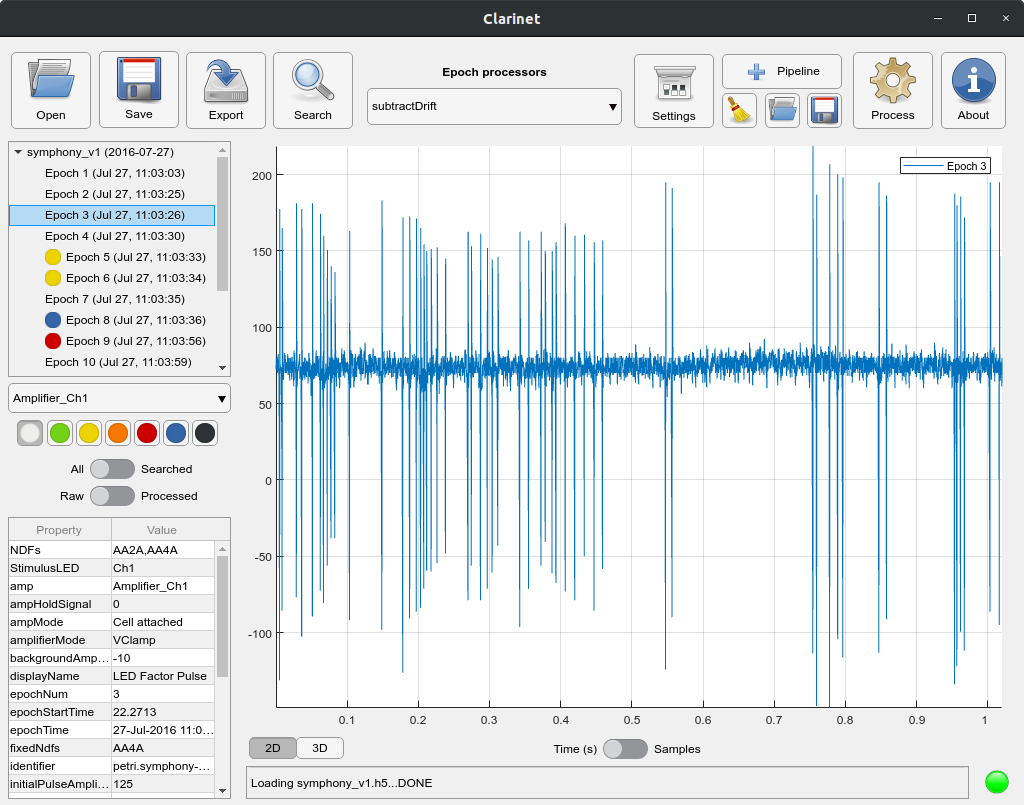 Clarinet
Open
Save
Export
Search
Epoch processors
subtractDrift
Settings
Pipeline
Process
About
symphony_v1 (2016-07-27)
Epoch 1 (Jul 27, 11:03:03)
Epoch 2 (Jul 27, 11:03:25)
Epoch 3 (Jul 27, 11:03:26)
Epoch 4 (Jul 27, 11:03:30)
Epoch 5 (Jul 27, 11:03:33)
Epoch 6 (Jul 27, 11:03:34)
Epoch 7 (Jul 27, 11:03:35)
Epoch 8 (Jul 27, 11:03:36)
Epoch 9 (Jul 27, 11:03:56)
Epoch 10 (Jul 27, 11:03:59)
Amplifier_Ch1
All Searched
Raw Processed
Property Value
NDFs AA2A,AA4A
StimulusLED Ch1
amp Amplifier_Ch1
ampHoldSignal 0
ampMode Cell attached
amplifierMode VClamp
backgroundAmp... -10
displayName LED Factor Pulse
epochNum 3
epochStartTime 22.2713
epochTime 27-Jul-2016 11:0...
fixedNdfs AA4A
identifier petri.symphony-...
initialPulseAmpli... 125
Epoch 3
200
150
100
50
0
-50
-100
0.1 0.2 0.3 0.4 0.5 0.6 0.7 0.8 0.9 1
2D 3D
Time (s) Samples
Loading symphony_v1.h5...DONE